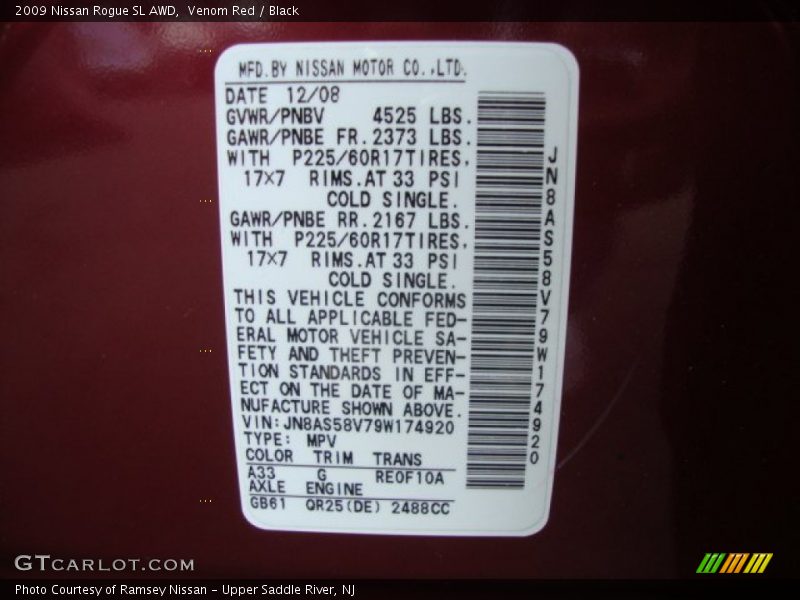 2009 Nissan Rogue SL AWD,  Venom Red / Black
MFD.BY NISSAN MOTOR CO.,LTD.
DATE 12/08
GVWR/PNBV 4525 LBS.
GAWR/PNBE FR.2373 LBS.
WITH P225/60R17TIRES,
17×7 RIMS.AT 33 PSI
COLD SINGLE.
GAWR/PNBE RR.2167 LBS.
WITH P225/60R17TIRES,
17×7 RIMS.AT 33 PSI
COLD SINGLE.
THIS VEHICLE CONFORMS
TO ALL APPLICABLE FED-
ERAL MOTOR VEHICLE SA-
FETY AND THEFT PREVEN-
TION STANDARDS IN EFF-
ECT ON THE DATE OF MA-
NUFACTURE SHOWN ABOVE.
VIN:JN8AS58V79W174920
TYPE: MPV
COLOR TRIM TRANS
A33 G RE0F10A
AXLE ENGINE
GB61 QR25(DE) 2488CC
JN8AS58V79W174920
GTCARLOT.COM
Photo Courtesy of Ramsey Nissan – Upper Saddle River, NJ